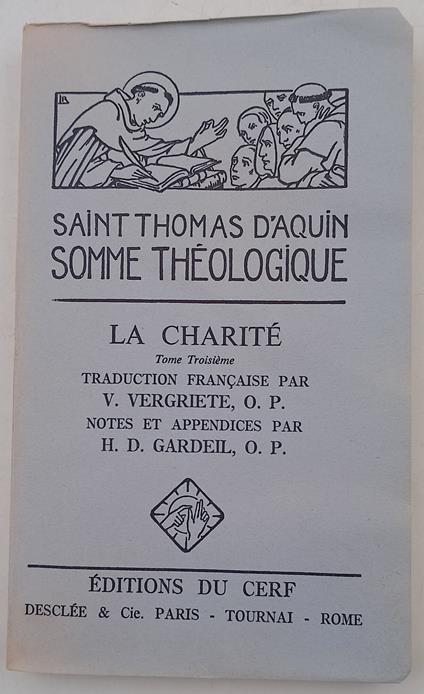 SAINT THOMAS D'AQUIN
SOMME THÉOLOGIQUE
LA CHARITÉ
Tome Troisième
TRADUCTION FRANÇAISE PAR
V. VERGRIETE, O. P.
NOTES ET APPENDICES PAR
H. D. GARDEIL, O. P.
ÉDITIONS DU CERF
DESCLÉE & Cie. PARIS - TOURNAI - ROME